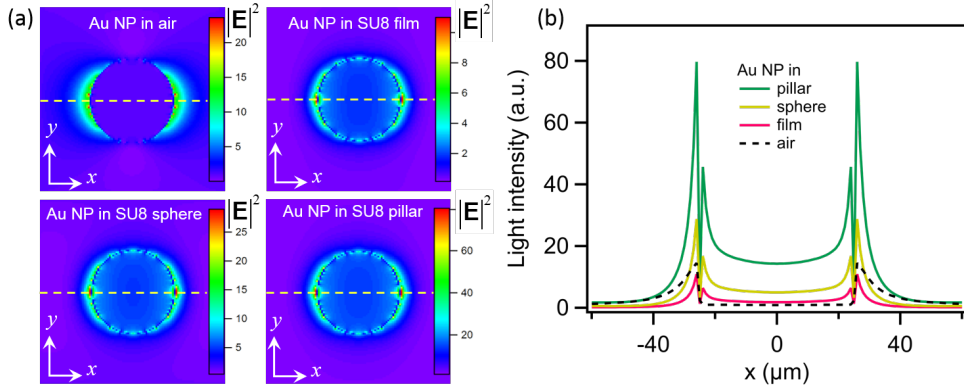 (a)
Au NP in air
|E|²
20
15
10
5
y
x
Au NP in SU8 film
|E|²
8
6
4
2
y
x
Au NP in SU8 sphere
|E|²
25
20
15
10
5
y
x
Au NP in SU8 pillar
|E|²
60
40
20
y
x
(b)
Light intensity (a.u.)
80
60
40
20
0
Au NP in
pillar
sphere
film
air
-40
0
40
x (µm)